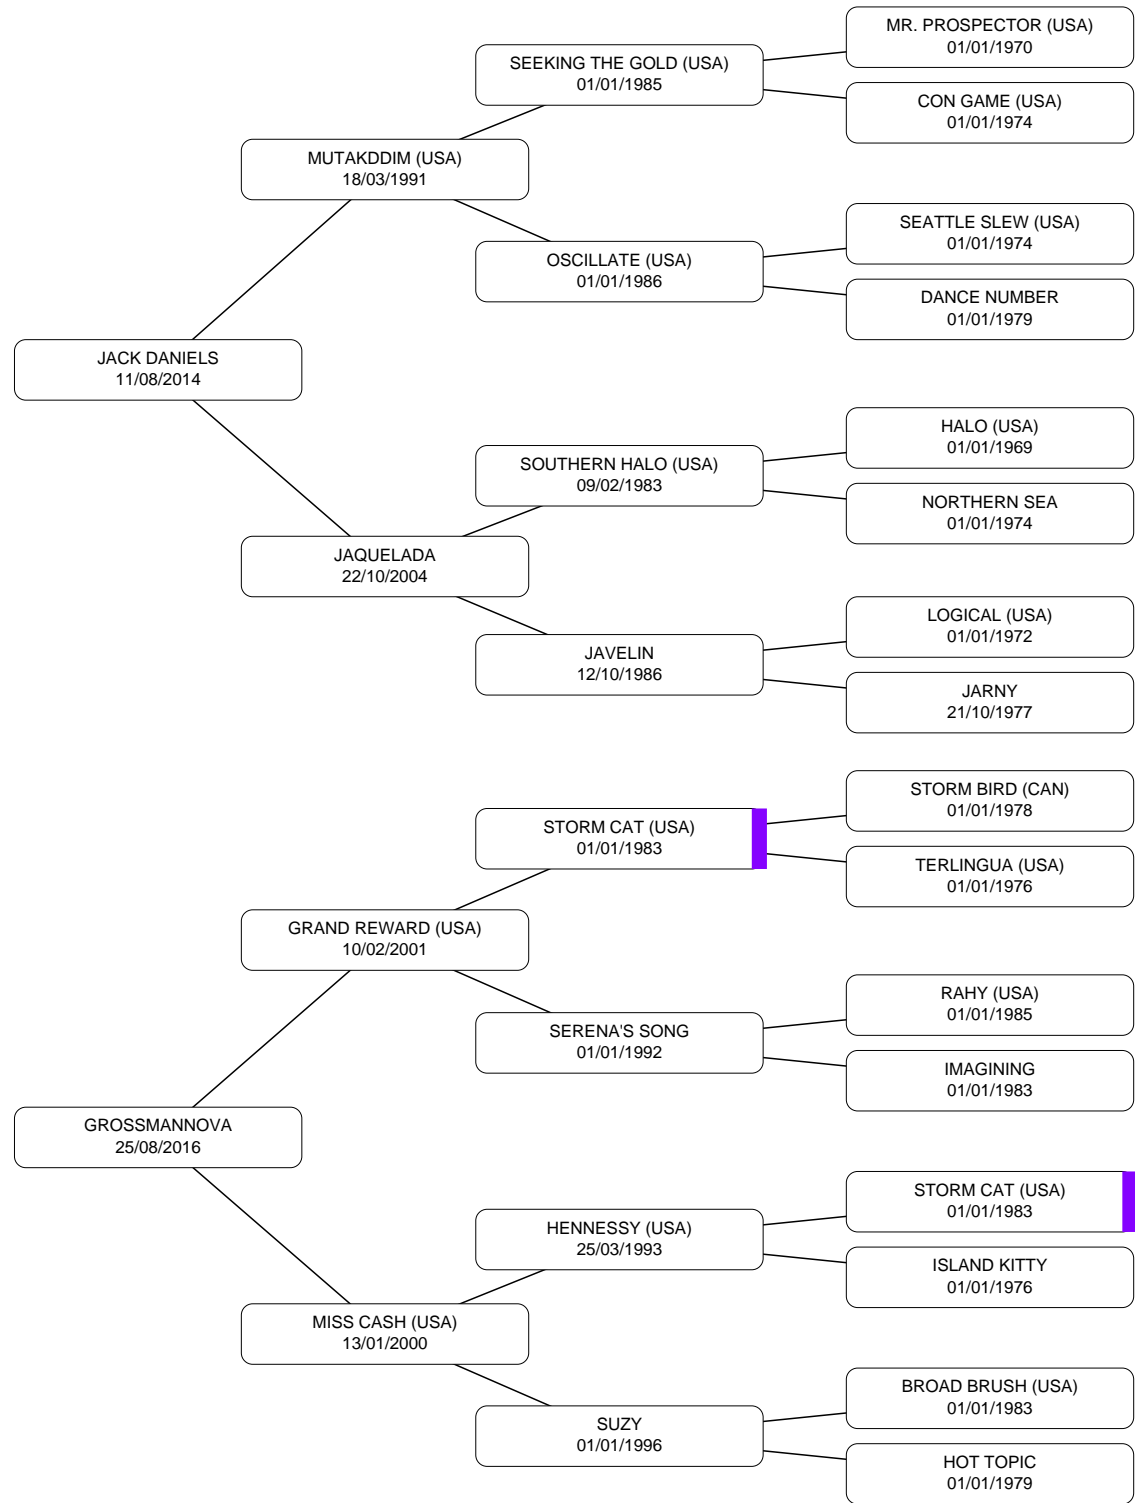 MR. PROSPECTOR (USA)
01/01/1970
SEEKING THE GOLD (USA)
01/01/1985
CON GAME (USA)
01/01/1974
MUTAKDDIM (USA)
18/03/1991
SEATTLE SLEW (USA)
01/01/1974
OSCILLATE (USA)
01/01/1986
DANCE NUMBER
01/01/1979
JACK DANIELS
11/08/2014
HALO (USA)
01/01/1969
SOUTHERN HALO (USA)
09/02/1983
NORTHERN SEA
01/01/1974
JAQUELADA
22/10/2004
LOGICAL (USA)
01/01/1972
JAVELIN
12/10/1986
JARNY
21/10/1977
STORM BIRD (CAN)
01/01/1978
STORM CAT (USA)
01/01/1983
TERLINGUA (USA)
01/01/1976
GRAND REWARD (USA)
10/02/2001
RAHY (USA)
01/01/1985
SERENA'S SONG
01/01/1992
IMAGINING
01/01/1983
GROSSMANNOVA
25/08/2016
STORM CAT (USA)
01/01/1983
HENNESSY (USA)
25/03/1993
ISLAND KITTY
01/01/1976
MISS CASH (USA)
13/01/2000
BROAD BRUSH (USA)
01/01/1983
SUZY
01/01/1996
HOT TOPIC
01/01/1979